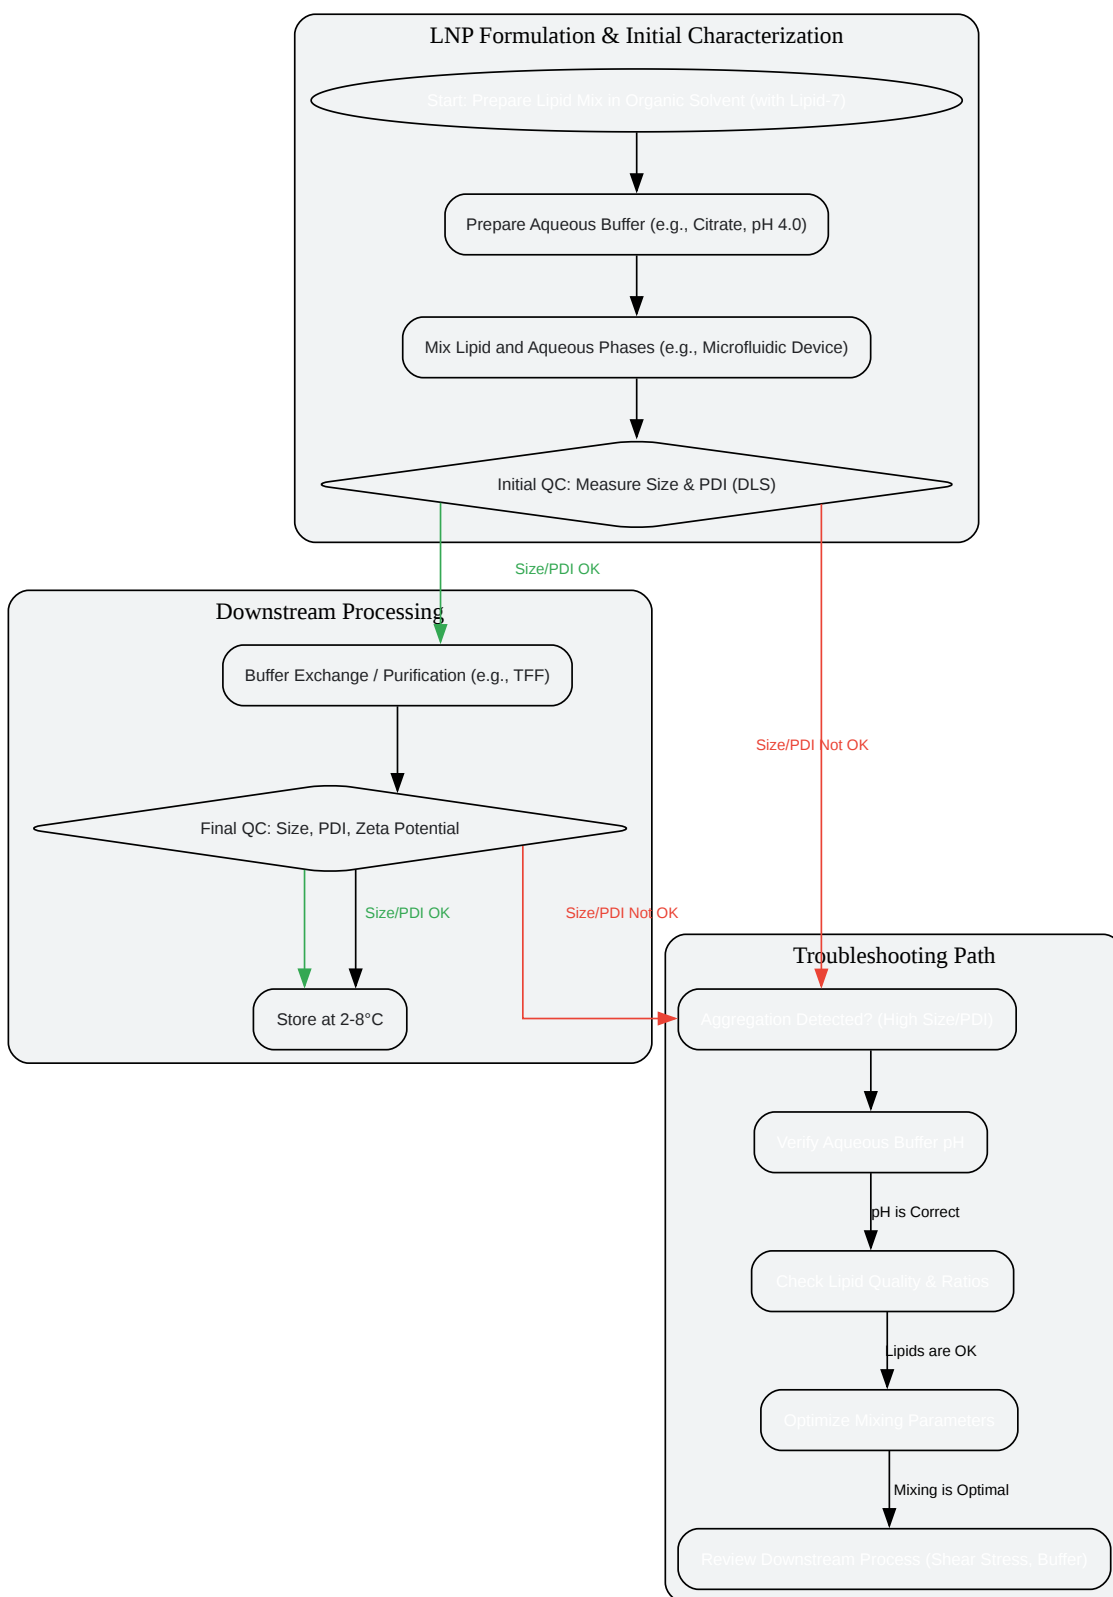 LNP Formulation & Initial Characterization
Start: Prepare Lipid Mix in Organic Solvent (with Lipid-7)
Prepare Aqueous Buffer (e.g., Citrate, pH 4.0)
Mix Lipid and Aqueous Phases (e.g., Microfluidic Device)
Initial QC: Measure Size & PDI (DLS)
Size/PDI OK
Downstream Processing
Buffer Exchange / Purification (e.g., TFF)
Size/PDI Not OK
Final QC: Size, PDI, Zeta Potential
Size/PDI OK
Size/PDI Not OK
Store at 2-8°C
Troubleshooting Path
Aggregation Detected? (High Size/PDI)
Verify Aqueous Buffer pH
pH is Correct
Check Lipid Quality & Ratios
Lipids are OK
Optimize Mixing Parameters
Mixing is Optimal
Review Downstream Process (Shear Stress, Buffer)